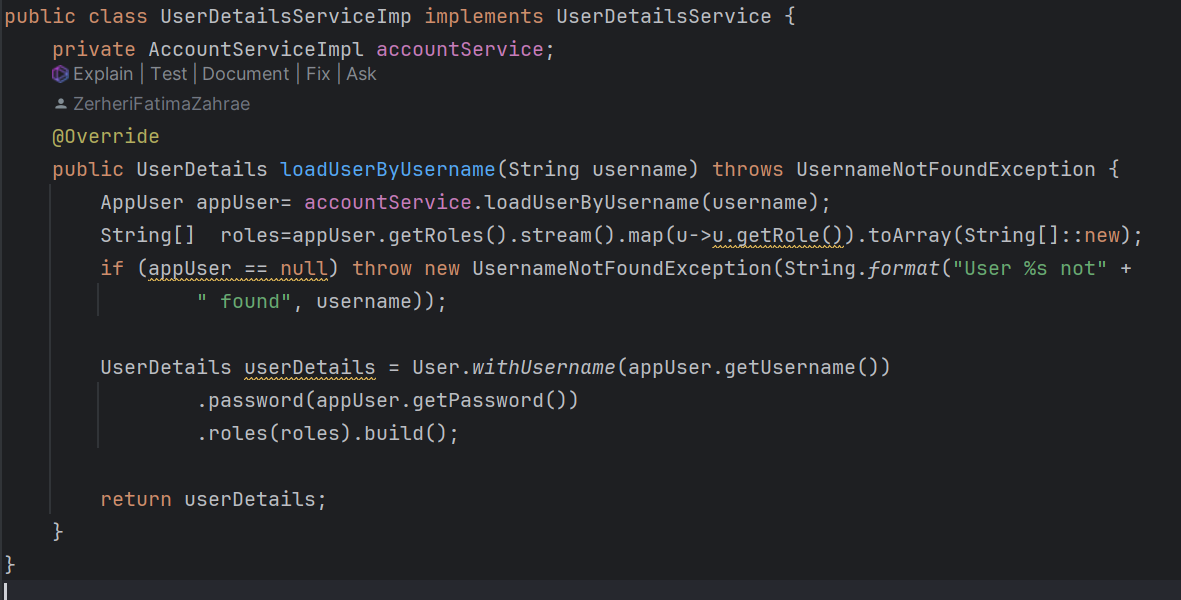 public class UserDetailsServiceImp implements UserDetailsService {
private AccountServiceImpl accountService;
Explain | Test | Document | Fix | Ask
ZerheriFatimaZahrae
@Override
public UserDetails loadUserByUsername(String username) throws UsernameNotFoundException {
AppUser appUser= accountService.loadUserByUsername(username);
String[]  roles=appUser.getRoles().stream().map(u->u.getRole()).toArray(String[]::new);
if (appUser == null) throw new UsernameNotFoundException(String.format("User %s not" +
" found", username));
UserDetails userDetails = User.withUsername(appUser.getUsername())
.password(appUser.getPassword())
.roles(roles).build();
return userDetails;
}
}